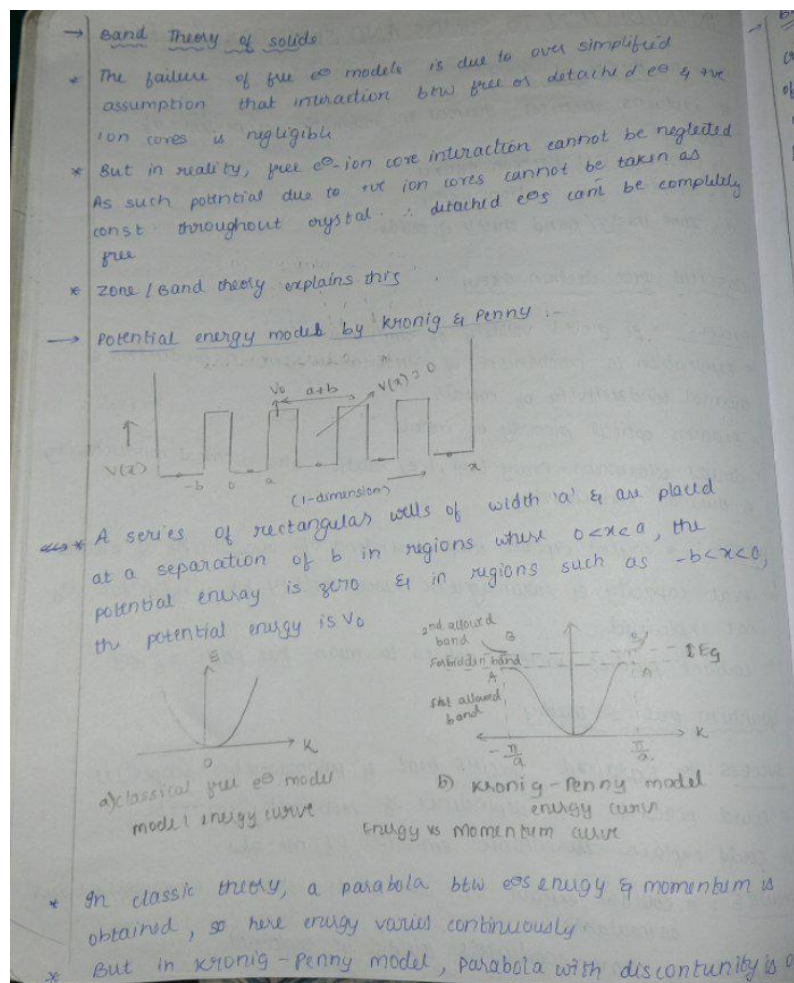 → Band Theory of solids
* The failure of free e⊖ models is due to over simplified
assumption that interaction btw free or detached e⊖ & +ve
ion cores is negligible
* But in reality, free e⊖-ion core interaction cannot be neglected
As such potential due to +ve ion cores cannot be taken as
const throughout crystal ∴ detached e⊖s cant be completely
free
* Zone / Band theory explains this
→ Potential energy model by Kronig & Penny :-
V0 a+b V(x)=0
V(x)
-b 0 a x
(1-dimension)
* A series of rectangular wells of width 'a' & are placed
at a separation of b in regions where 0<x<a, the
potential energy is zero & in regions such as -b<x<0,
the potential energy is V0
2nd allowed
band B B
Forbidden band Eg
A A
band
E
K K
0 -π/a π/a
a) classical free e⊖ model
model energy curve
b) Kronig-Penny model
energy curve
Energy vs momentum curve
* In classic theory, a parabola btw e⊖s enugy & momentum is
obtained, so here enugy varies continuously
* But in Kronig-Penny model, parabola with discontunity is